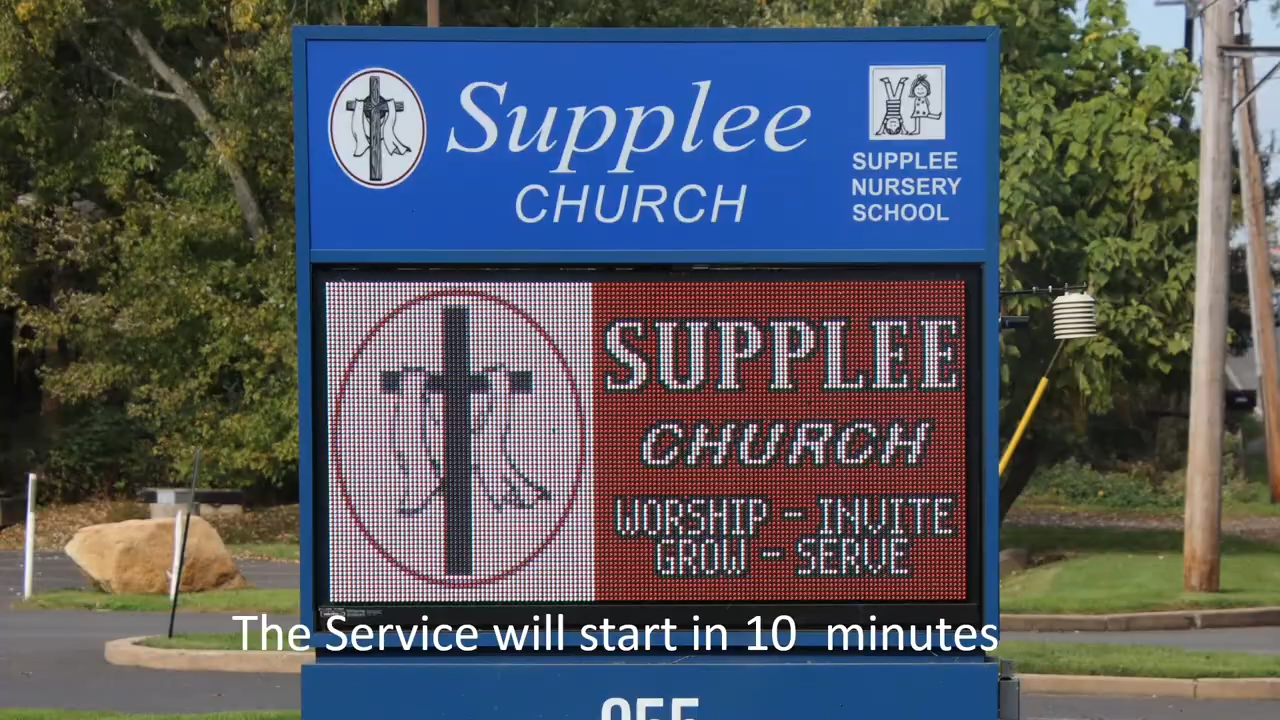 Supplee
CHURCH
SUPPLEE
NURSERY
SCHOOL
SUPPLEE
CHURCH
WORSHIP - INVITE
GROW - SERVE
The Service will start in 10  minutes